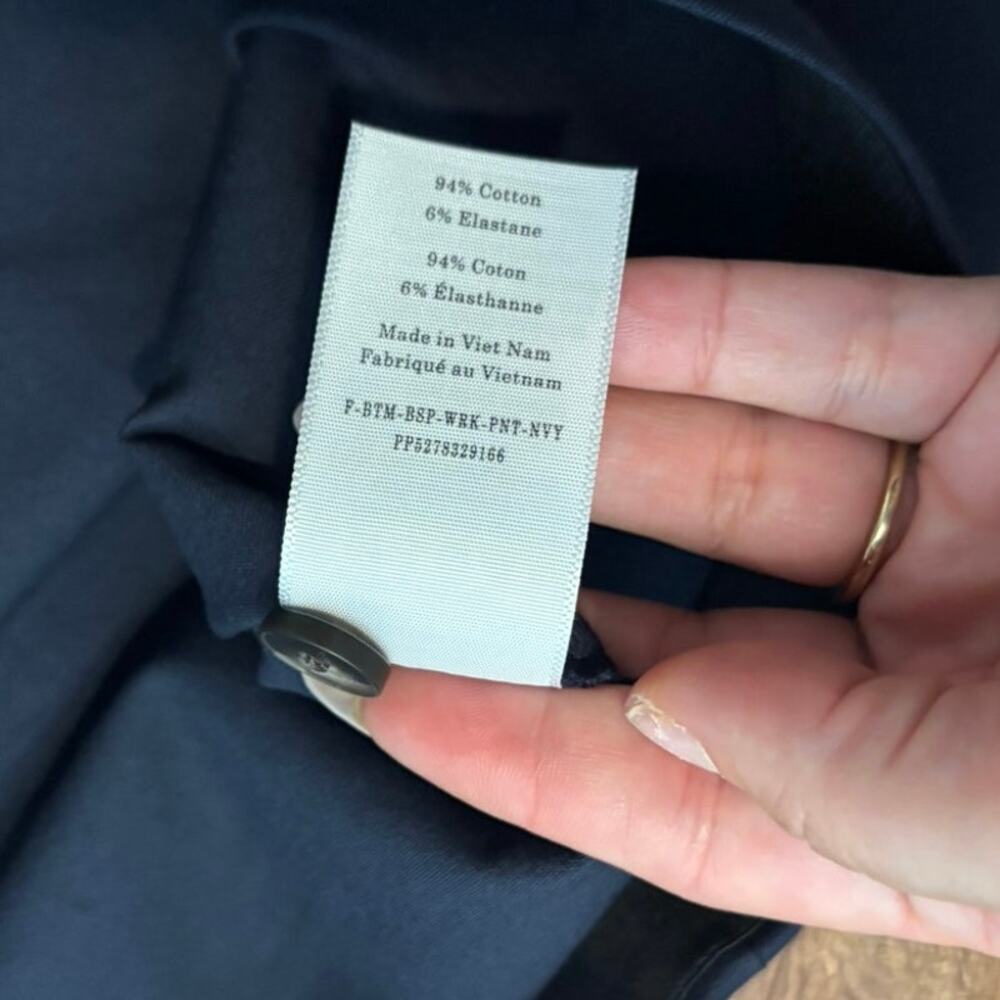 94% Cotton
6% Elastane
94% Coton
6% Élasthanne
Made in Viet Nam
Fabriqué au Vietnam
F-BTM-BSP-WRK-PNT-NVY
PP5278329166